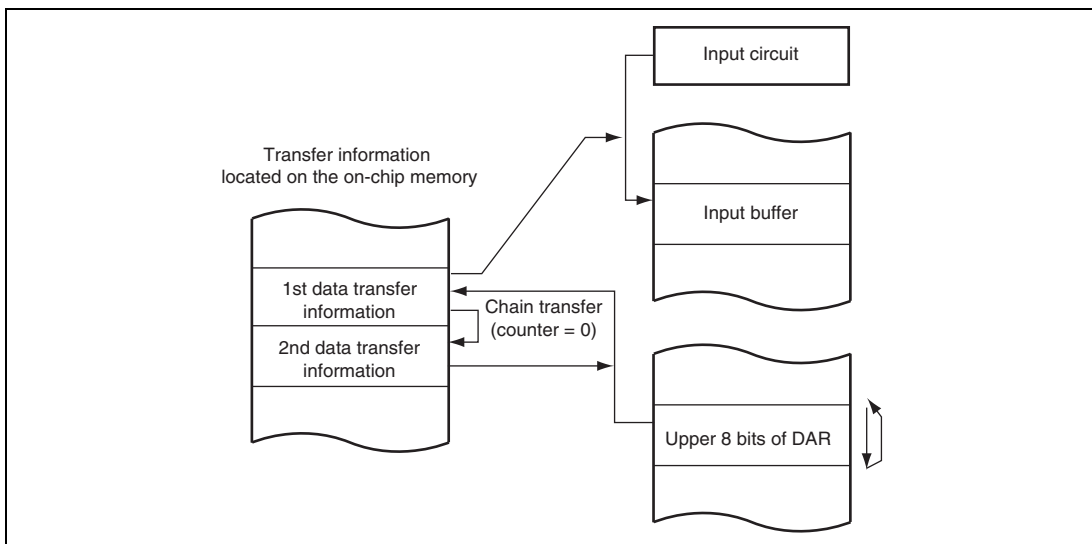 Input circuit
Transfer information
located on the on-chip memory
Input buffer
1st data transfer
information
Chain transfer
(counter = 0)
2nd data transfer
information
Upper 8 bits of DAR